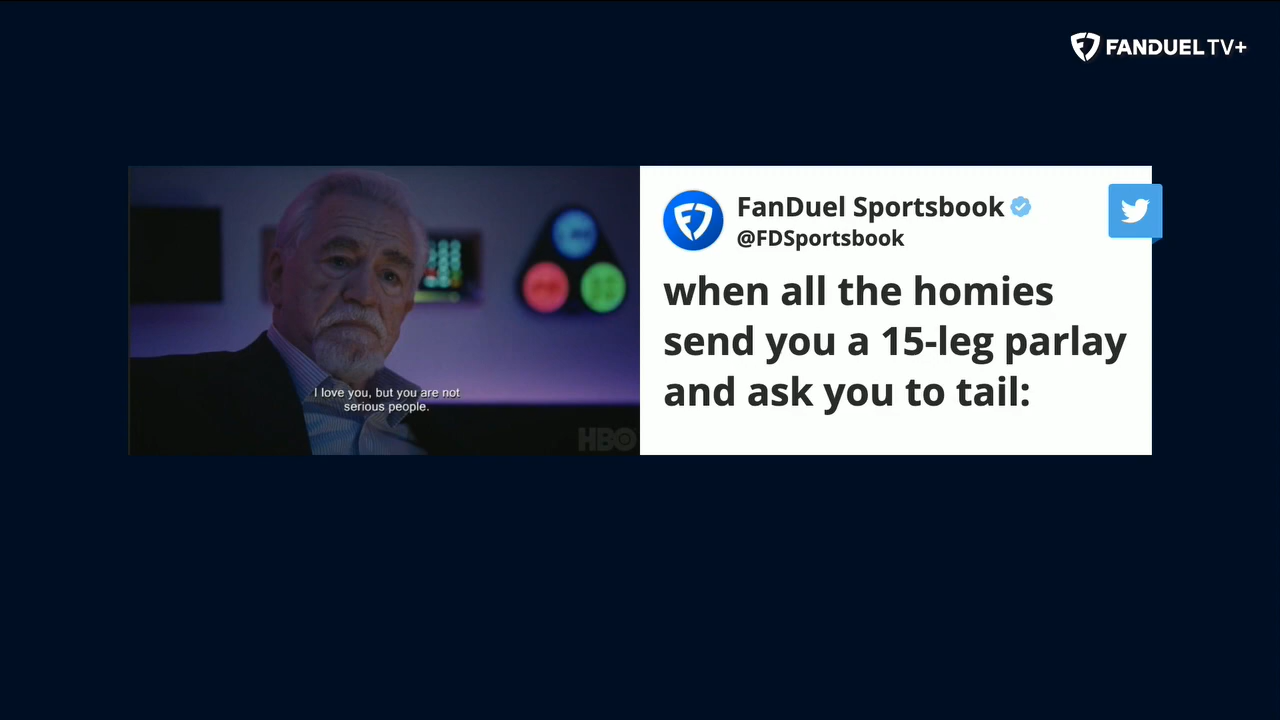 FANDUEL TV+
FanDuel Sportsbook
@FDSportsbook
when all the homies
send you a 15-leg parlay
and ask you to tail:
I love you, but you are not
serious people.
HBO